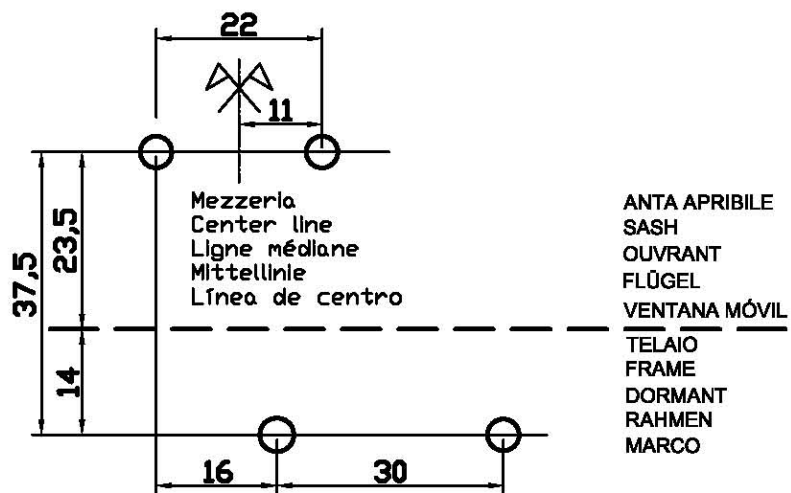 22
11
37,5
23,5
Mezzeria
Center line
Ligne médiane
Mittellinie
Línea de centro
ANTA APRIBILE
SASH
OUVRANT
FLÜGEL
VENTANA MÓVIL
14
TELAIO
FRAME
DORMANT
RAHMEN
MARCO
16
30